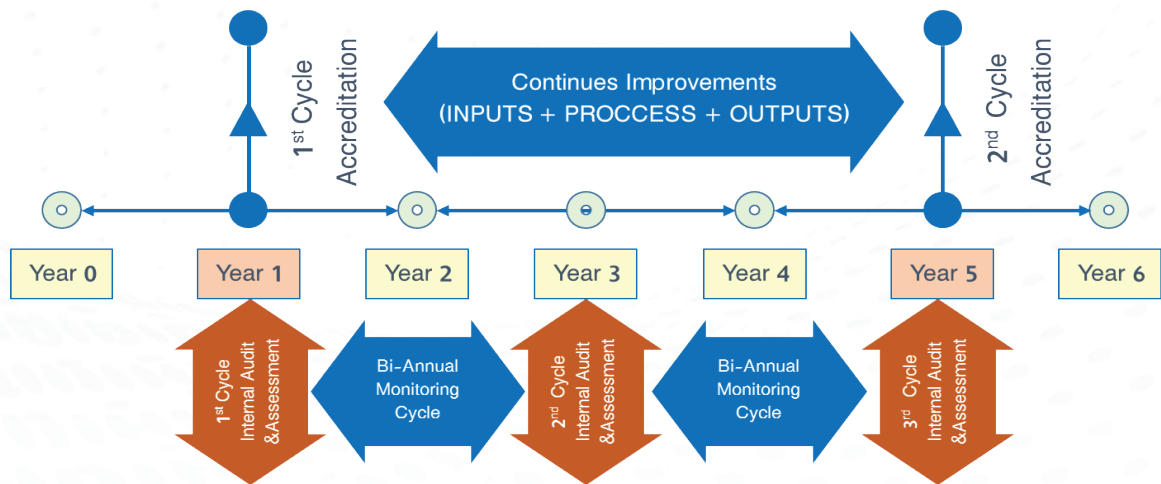 1st Cycle
Accreditation
Continues Improvements
(INPUTS + PROCCESS + OUTPUTS)
2nd Cycle
Accreditation
Year 0
Year 1
Year 2
Year 3
Year 4
Year 5
Year 6
1st Cycle
Internal Audit
&Assessment
Bi-Annual
Monitoring
Cycle
2nd Cycle
Internal Audit
&Assessment
Bi-Annual
Monitoring
Cycle
3rd Cycle
Internal Audit
&Assessment